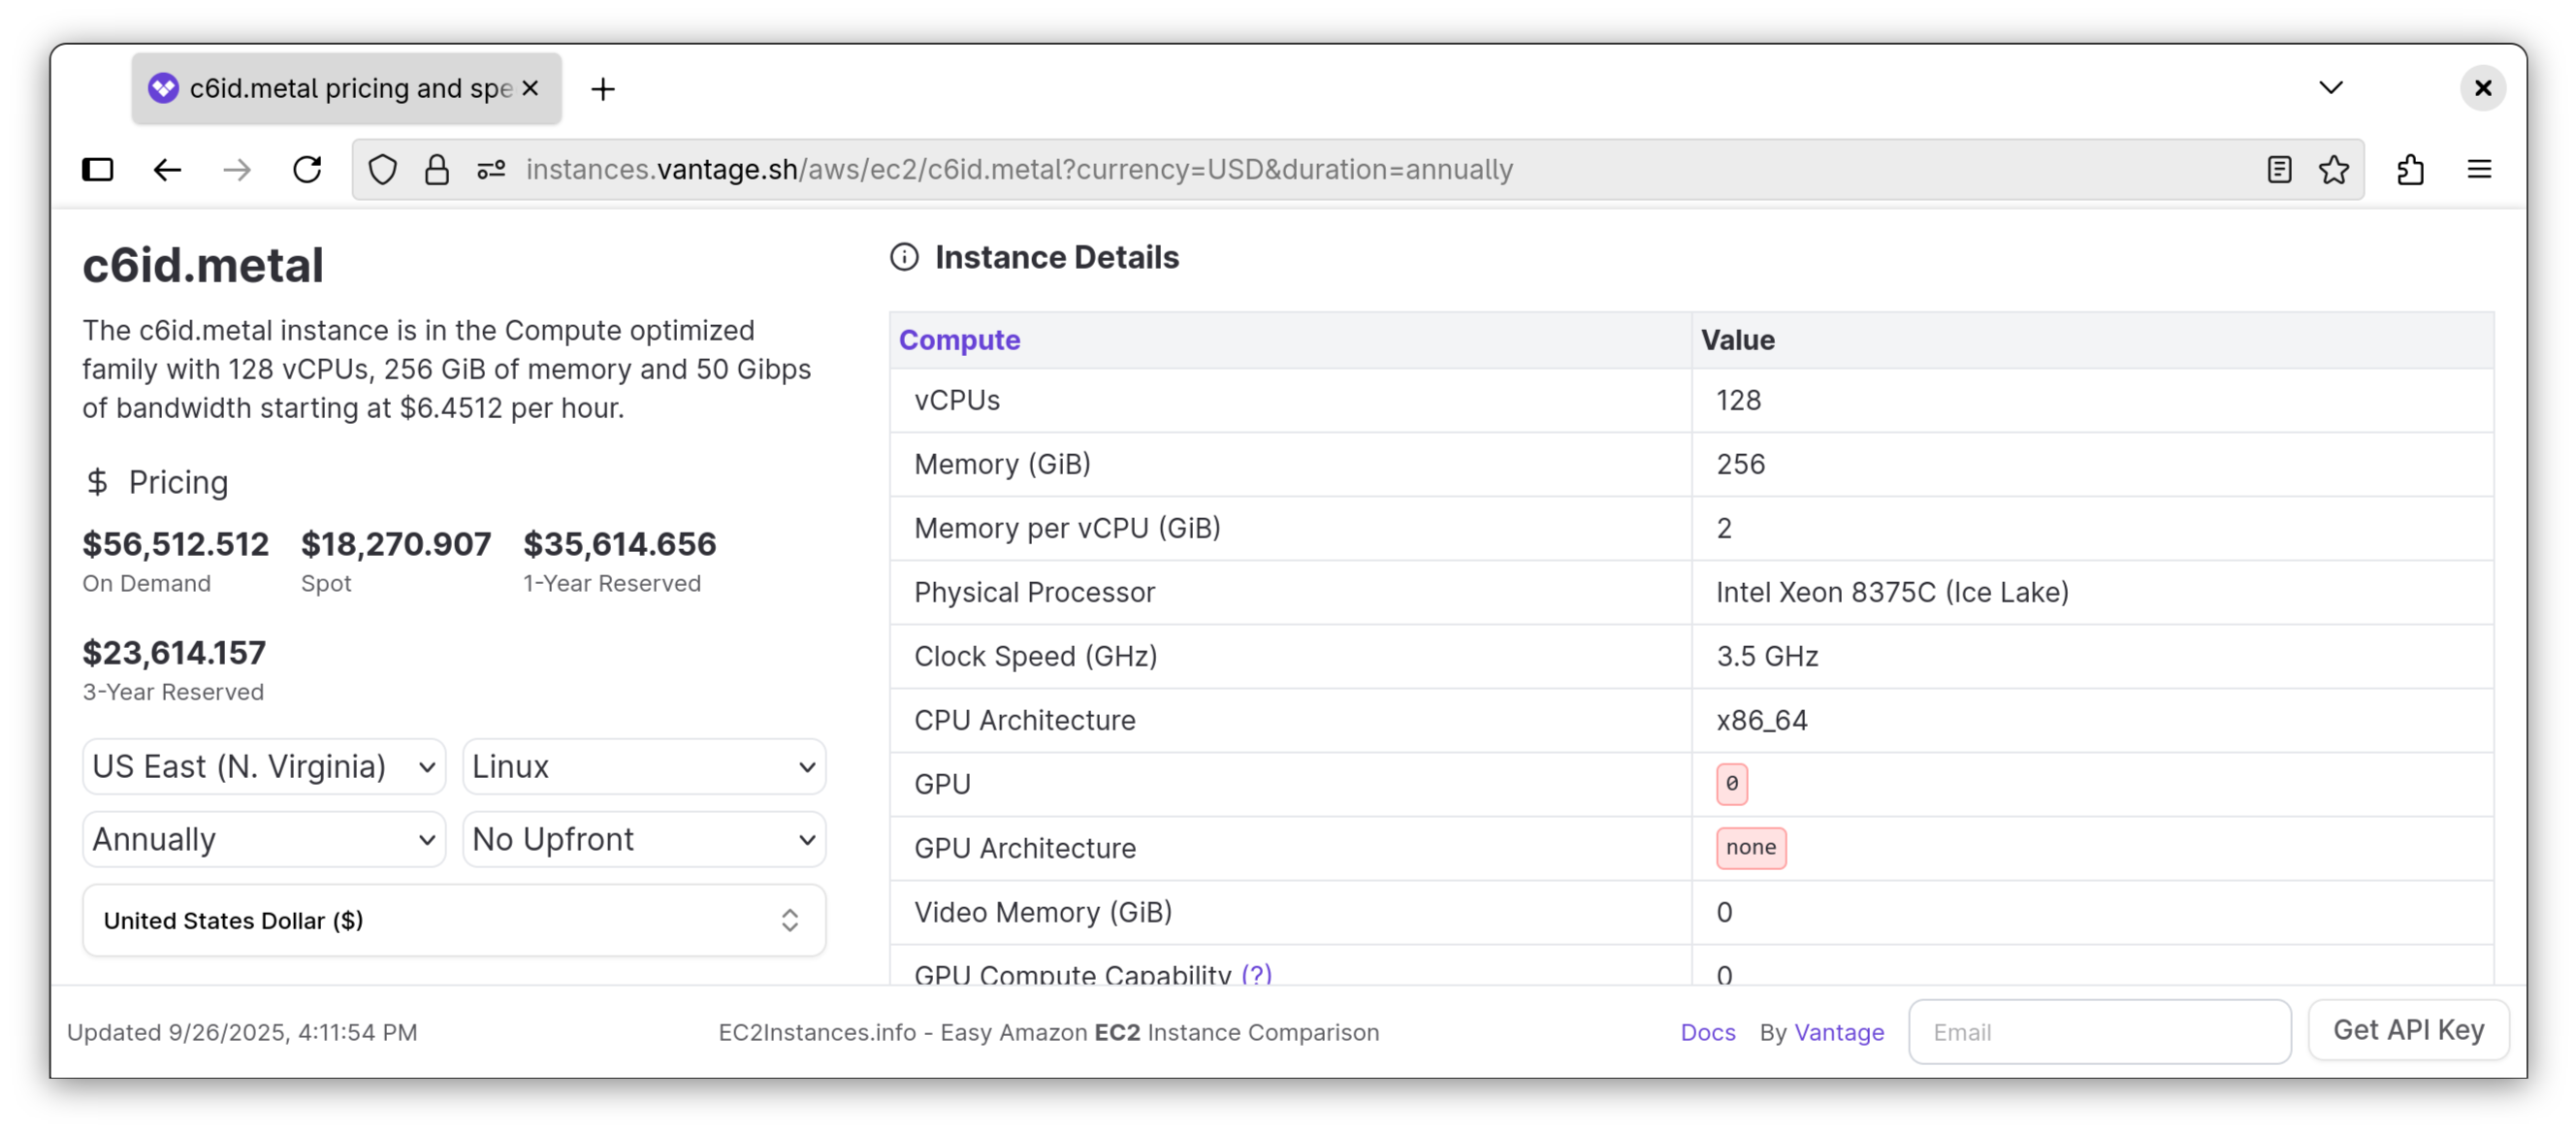 c6id.metal pricing and spe
instances.vantage.sh/aws/ec2/c6id.metal?currency=USD&duration=annually
c6id.metal
The c6id.metal instance is in the Compute optimized
family with 128 vCPUs, 256 GiB of memory and 50 Gibps
of bandwidth starting at $6.4512 per hour.
$ Pricing
$56,512.512 $18,270.907 $35,614.656
On Demand Spot 1-Year Reserved
$23,614.157
3-Year Reserved
US East (N. Virginia) Linux
Annually No Upfront
United States Dollar ($)
Instance Details
Compute Value
vCPUs 128
Memory (GiB) 256
Memory per vCPU (GiB) 2
Physical Processor Intel Xeon 8375C (Ice Lake)
Clock Speed (GHz) 3.5 GHz
CPU Architecture x86_64
GPU 0
GPU Architecture none
Video Memory (GiB) 0
GPU Compute Capability (?) 0
Updated 9/26/2025, 4:11:54 PM EC2Instances.info - Easy Amazon EC2 Instance Comparison Docs By Vantage Email Get API Key